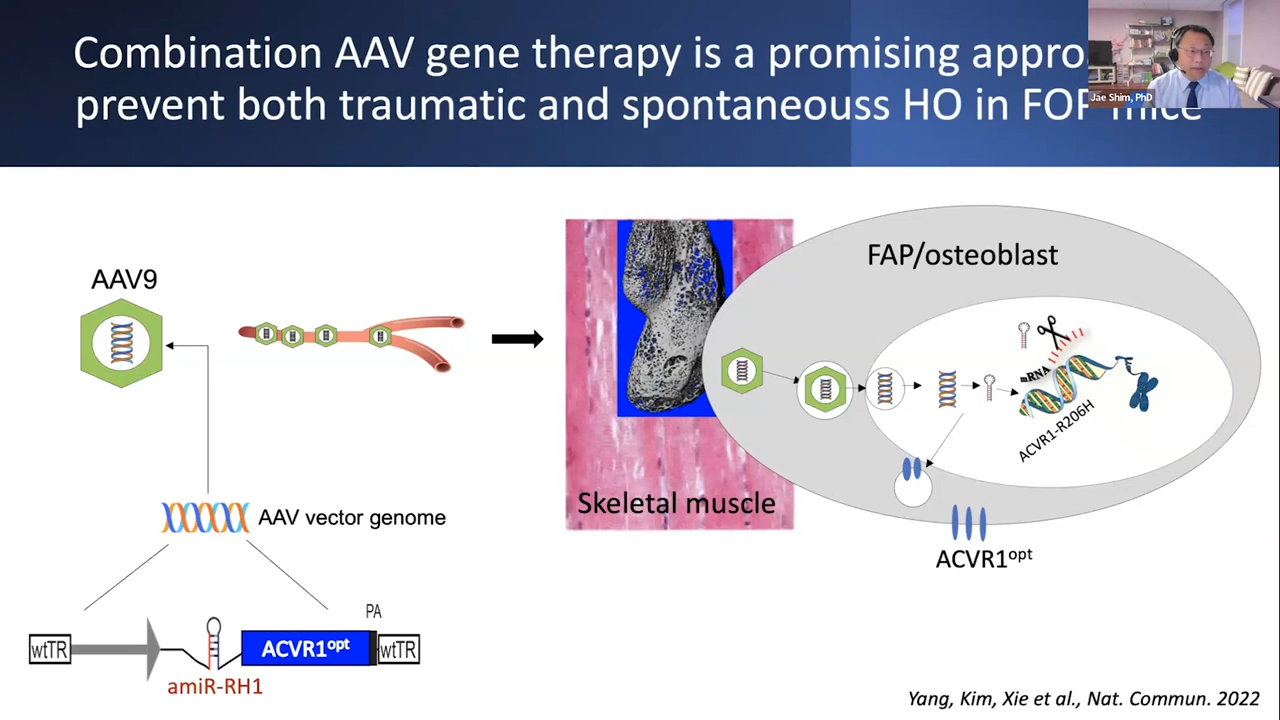 Combination AAV gene therapy is a promising
prevent both traumatic and spontaneouss HO in FOP mice
Jae Shim, PhD
AAV9
FAP/osteoblast
mRNA
ACVR1-R206H
Skeletal muscle
AAV vector genome
ACVR1opt
PA
wtTR
ACVR1opt
wtTR
amiR-RH1
Yang, Kim, Xie et al., Nat. Commun. 2022